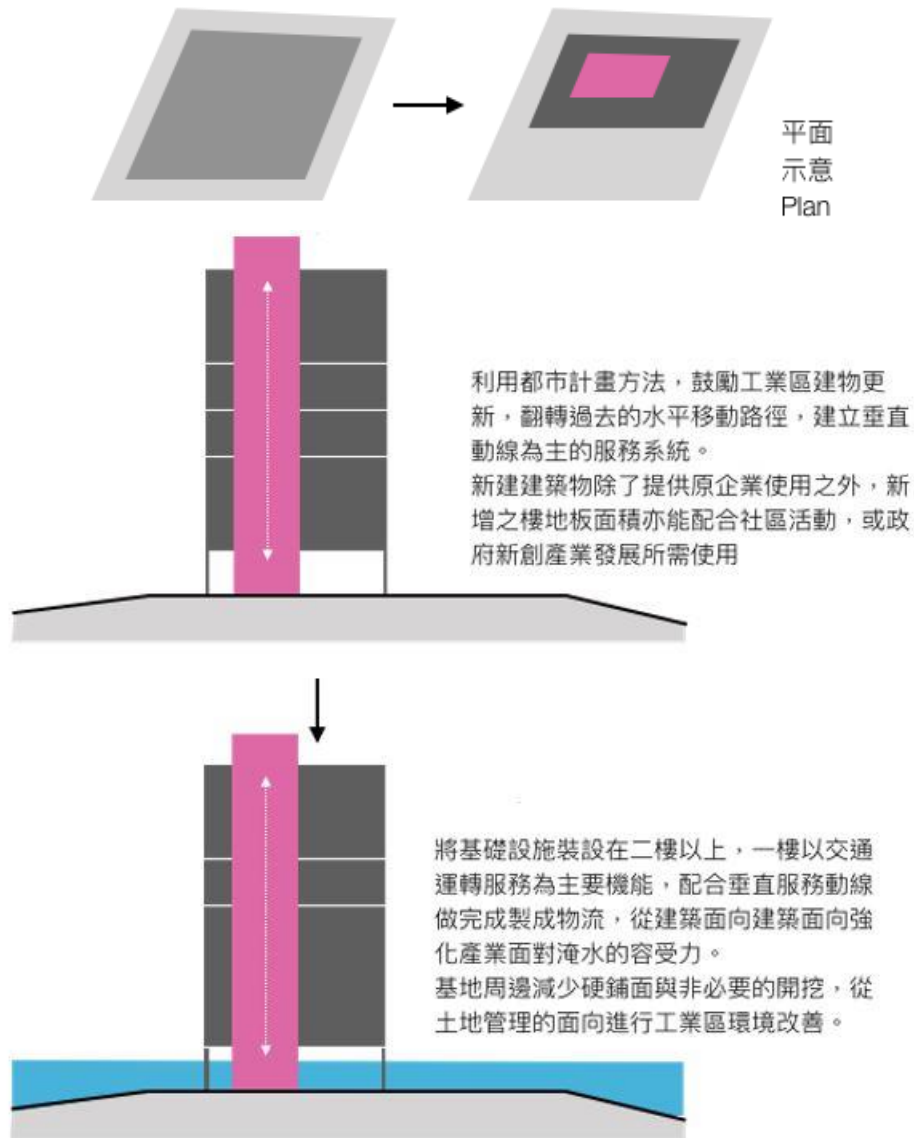 平面
示意
Plan
利用都市計畫方法，鼓勵工業區建物更
新，翻轉過去的水平移動路徑，建立垂直
動線為主的服務系統。
新建建築物除了提供原企業使用之外，新
增之樓地板面積亦能配合社區活動，或政
府新創產業發展所需使用
將基礎設施裝設在二樓以上，一樓以交通
運轉服務為主要機能，配合垂直服務動線
做完成製成物流，從建築面向建築面向強
化產業面對淹水的容受力。
基地周邊減少硬鋪面與非必要的開挖，從
土地管理的面向進行工業區環境改善。